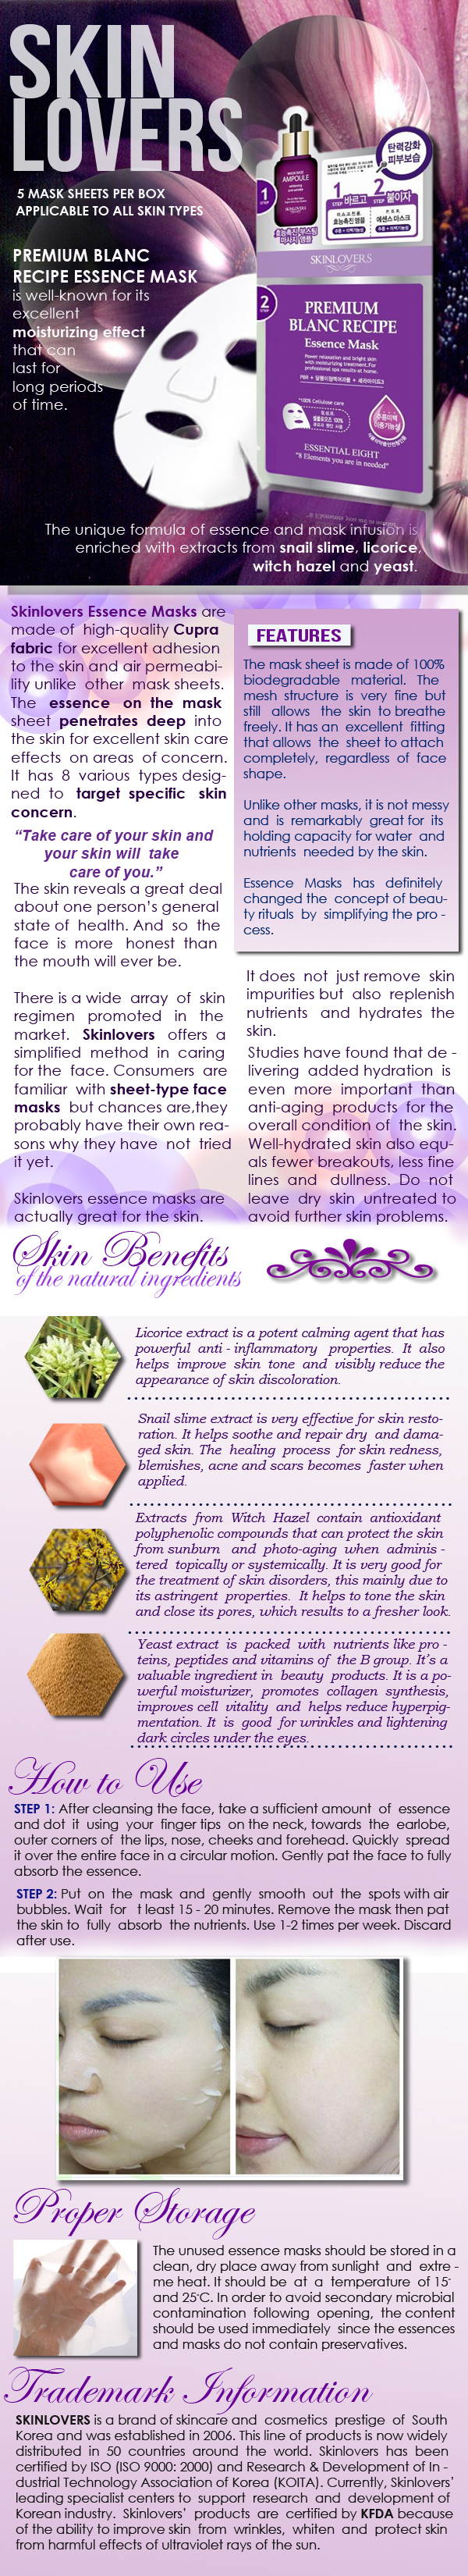 SKIN
LOVERS
5 MASK SHEETS PER BOX
APPLICABLE TO ALL SKIN TYPES
PREMIUM BLANC
RECIPE ESSENCE MASK
is well-known for its
excellent
moisturizing effect
that can
last for
long periods
of time.
탄력강화
피부보습
1
AMPOULE
SKINLOVERS
STEP 1 바르고
STEP 2 붙이자
SKINLOVERS
2
PREMIUM
BLANC RECIPE
Essence Mask
Power relaxation and bright skin
with moisturizing treatment.For
professional spa results at home.
*100% Cellulose care
ESSENTIAL EIGHT
"8 Elements you are in needed"
The unique formula of essence and mask infusion is
enriched with extracts from snail slime, licorice,
witch hazel and yeast.
Skinlovers Essence Masks are
made of high-quality Cupra
fabric for excellent adhesion
to the skin and air permeabi-
lity unlike other mask sheets.
The essence on the mask
sheet penetrates deep into
the skin for excellent skin care
effects on areas of concern.
It has 8 various types desig-
ned to target specific skin
concern.
“Take care of your skin and
your skin will take
care of you.”
The skin reveals a great deal
about one person’s general
state of health. And so the
face is more honest than
the mouth will ever be.
There is a wide array of skin
regimen promoted in the
market. Skinlovers offers a
simplified method in caring
for the face. Consumers are
familiar with sheet-type face
masks but chances are,they
probably have their own rea-
sons why they have not tried
it yet.
Skinlovers essence masks are
actually great for the skin.
FEATURES
The mask sheet is made of 100%
biodegradable material. The
mesh structure is very fine but
still allows the skin to breathe
freely. It has an excellent fitting
that allows the sheet to attach
completely, regardless of face
shape.
Unlike other masks, it is not messy
and is remarkably great for its
holding capacity for water and
nutrients needed by the skin.
Essence Masks has definitely
changed the concept of beau-
ty rituals by simplifying the pro -
cess.
It does not just remove skin
impurities but also replenish
nutrients and hydrates the
skin.
Studies have found that de -
livering added hydration is
even more important than
anti-aging products for the
overall condition of the skin.
Well-hydrated skin also equ-
als fewer breakouts, less fine
lines and dullness. Do not
leave dry skin untreated to
avoid further skin problems.
Skin Benefits
of the natural ingredients
Licorice extract is a potent calming agent that has
powerful anti - inflammatory properties. It also
helps improve skin tone and visibly reduce the
appearance of skin discoloration.
Snail slime extract is very effective for skin resto-
ration. It helps soothe and repair dry and dama-
ged skin. The healing process for skin redness,
blemishes, acne and scars becomes faster when
applied.
Extracts from Witch Hazel contain antioxidant
polyphenolic compounds that can protect the skin
from sunburn and photo-aging when adminis -
tered topically or systemically. It is very good for
the treatment of skin disorders, this mainly due to
its astringent properties. It helps to tone the skin
and close its pores, which results to a fresher look.
Yeast extract is packed with nutrients like pro -
teins, peptides and vitamins of the B group. It’s a
valuable ingredient in beauty products. It is a po-
werful moisturizer, promotes collagen synthesis,
improves cell vitality and helps reduce hyperpig-
mentation. It is good for wrinkles and lightening
dark circles under the eyes.
How to Use
STEP 1: After cleansing the face, take a sufficient amount of essence
and dot it using your finger tips on the neck, towards the earlobe,
outer corners of the lips, nose, cheeks and forehead. Quickly spread
it over the entire face in a circular motion. Gently pat the face to fully
absorb the essence.
STEP 2: Put on the mask and gently smooth out the spots with air
bubbles. Wait for t least 15 - 20 minutes. Remove the mask then pat
the skin to fully absorb the nutrients. Use 1-2 times per week. Discard
after use.
Proper Storage
The unused essence masks should be stored in a
clean, dry place away from sunlight and extre -
me heat. It should be at a temperature of 15°
and 25°C. In order to avoid secondary microbial
contamination following opening, the content
should be used immediately since the essences
and masks do not contain preservatives.
Trademark Information
SKINLOVERS is a brand of skincare and cosmetics prestige of South
Korea and was established in 2006. This line of products is now widely
distributed in 50 countries around the world. Skinlovers has been
certified by ISO (ISO 9000: 2000) and Research & Development of In -
dustrial Technology Association of Korea (KOITA). Currently, Skinlovers’
leading specialist centers to support research and development of
Korean industry. Skinlovers’ products are certified by KFDA because
of the ability to improve skin from wrinkles, whiten and protect skin
from harmful effects of ultraviolet rays of the sun.